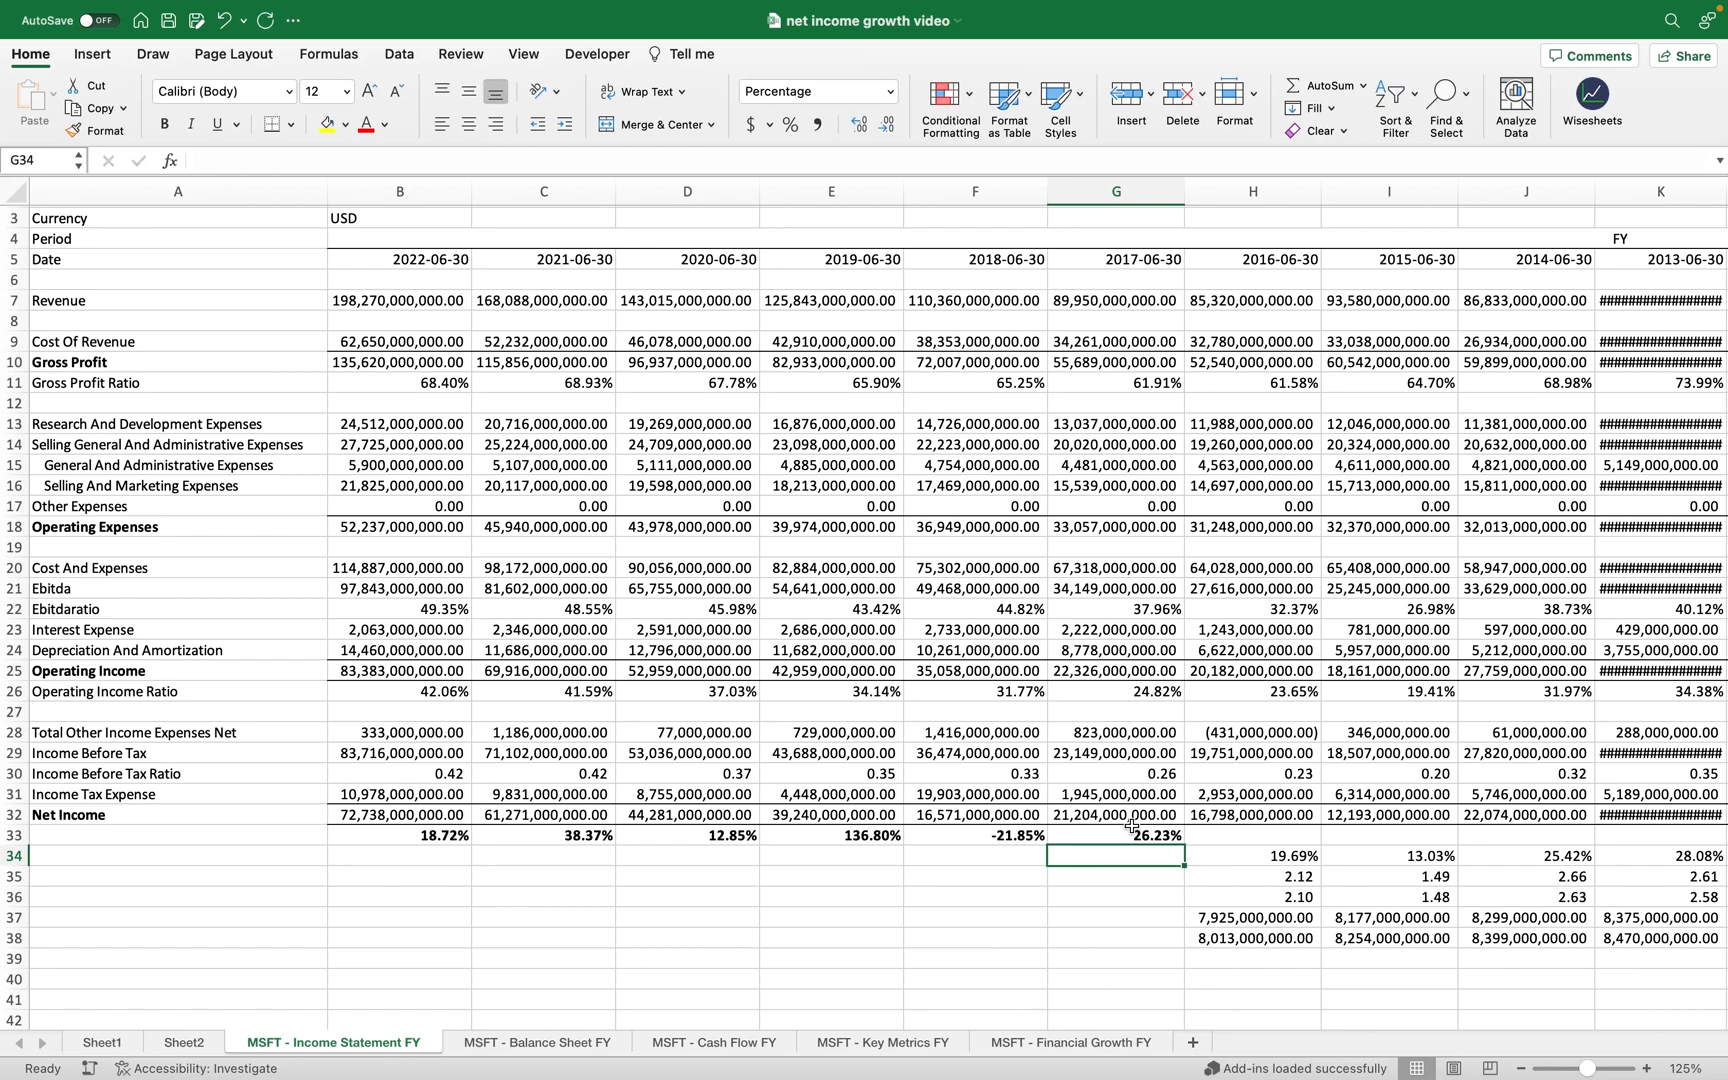 AutoSave OFF ... net income growth video
Home Insert Draw Page Layout Formulas Data Review View Developer Tell me Comments Share
Paste Cut Copy Format
Calibri (Body) 12 A^ A˅
B I U A
Wrap Text
Merge & Center
Percentage
$ % ,
Conditional Formatting
Format as Table
Cell Styles
Insert Delete Format
AutoSum
Fill
Clear
Sort & Filter
Find & Select
Analyze Data
Wisesheets
G34 fx
A B C D E F G H I J K
3 Currency USD
4 Period FY
5 Date 2022-06-30 2021-06-30 2020-06-30 2019-06-30 2018-06-30 2017-06-30 2016-06-30 2015-06-30 2014-06-30 2013-06-30
6
7 Revenue 198,270,000,000.00 168,088,000,000.00 143,015,000,000.00 125,843,000,000.00 110,360,000,000.00 89,950,000,000.00 85,320,000,000.00 93,580,000,000.00 86,833,000,000.00 #################
8
9 Cost Of Revenue 62,650,000,000.00 52,232,000,000.00 46,078,000,000.00 42,910,000,000.00 38,353,000,000.00 34,261,000,000.00 32,780,000,000.00 33,038,000,000.00 26,934,000,000.00 #################
10 Gross Profit 135,620,000,000.00 115,856,000,000.00 96,937,000,000.00 82,933,000,000.00 72,007,000,000.00 55,689,000,000.00 52,540,000,000.00 60,542,000,000.00 59,899,000,000.00 #################
11 Gross Profit Ratio 68.40% 68.93% 67.78% 65.90% 65.25% 61.91% 61.58% 64.70% 68.98% 73.99%
12
13 Research And Development Expenses 24,512,000,000.00 20,716,000,000.00 19,269,000,000.00 16,876,000,000.00 14,726,000,000.00 13,037,000,000.00 11,988,000,000.00 12,046,000,000.00 11,381,000,000.00 #################
14 Selling General And Administrative Expenses 27,725,000,000.00 25,224,000,000.00 24,709,000,000.00 23,098,000,000.00 22,223,000,000.00 20,020,000,000.00 19,260,000,000.00 20,324,000,000.00 20,632,000,000.00 #################
15 General And Administrative Expenses 5,900,000,000.00 5,107,000,000.00 5,111,000,000.00 4,885,000,000.00 4,754,000,000.00 4,481,000,000.00 4,563,000,000.00 4,611,000,000.00 4,821,000,000.00 5,149,000,000.00
16 Selling And Marketing Expenses 21,825,000,000.00 20,117,000,000.00 19,598,000,000.00 18,213,000,000.00 17,469,000,000.00 15,539,000,000.00 14,697,000,000.00 15,713,000,000.00 15,811,000,000.00 #################
17 Other Expenses 0.00 0.00 0.00 0.00 0.00 0.00 0.00 0.00 0.00 0.00
18 Operating Expenses 52,237,000,000.00 45,940,000,000.00 43,978,000,000.00 39,974,000,000.00 36,949,000,000.00 33,057,000,000.00 31,248,000,000.00 32,370,000,000.00 32,013,000,000.00 #################
19
20 Cost And Expenses 114,887,000,000.00 98,172,000,000.00 90,056,000,000.00 82,884,000,000.00 75,302,000,000.00 67,318,000,000.00 64,028,000,000.00 65,408,000,000.00 58,947,000,000.00 #################
21 Ebitda 97,843,000,000.00 81,602,000,000.00 65,755,000,000.00 54,641,000,000.00 49,468,000,000.00 34,149,000,000.00 27,616,000,000.00 25,245,000,000.00 33,629,000,000.00 #################
22 Ebitdaratio 49.35% 48.55% 45.98% 43.42% 44.82% 37.96% 32.37% 26.98% 38.73% 40.12%
23 Interest Expense 2,063,000,000.00 2,346,000,000.00 2,591,000,000.00 2,686,000,000.00 2,733,000,000.00 2,222,000,000.00 1,243,000,000.00 781,000,000.00 597,000,000.00 429,000,000.00
24 Depreciation And Amortization 14,460,000,000.00 11,686,000,000.00 12,796,000,000.00 11,682,000,000.00 10,261,000,000.00 8,778,000,000.00 6,622,000,000.00 5,957,000,000.00 5,212,000,000.00 3,755,000,000.00
25 Operating Income 83,383,000,000.00 69,916,000,000.00 52,959,000,000.00 42,959,000,000.00 35,058,000,000.00 22,326,000,000.00 20,182,000,000.00 18,161,000,000.00 27,759,000,000.00 #################
26 Operating Income Ratio 42.06% 41.59% 37.03% 34.14% 31.77% 24.82% 23.65% 19.41% 31.97% 34.38%
27
28 Total Other Income Expenses Net 333,000,000.00 1,186,000,000.00 77,000,000.00 729,000,000.00 1,416,000,000.00 823,000,000.00 (431,000,000.00) 346,000,000.00 61,000,000.00 288,000,000.00
29 Income Before Tax 83,716,000,000.00 71,102,000,000.00 53,036,000,000.00 43,688,000,000.00 36,474,000,000.00 23,149,000,000.00 19,751,000,000.00 18,507,000,000.00 27,820,000,000.00 #################
30 Income Before Tax Ratio 0.42 0.42 0.37 0.35 0.33 0.26 0.23 0.20 0.32 0.35
31 Income Tax Expense 10,978,000,000.00 9,831,000,000.00 8,755,000,000.00 4,448,000,000.00 19,903,000,000.00 1,945,000,000.00 2,953,000,000.00 6,314,000,000.00 5,746,000,000.00 5,189,000,000.00
32 Net Income 72,738,000,000.00 61,271,000,000.00 44,281,000,000.00 39,240,000,000.00 16,571,000,000.00 21,204,000,000.00 16,798,000,000.00 12,193,000,000.00 22,074,000,000.00 #################
33 18.72% 38.37% 12.85% 136.80% -21.85% 26.23%
34 19.69% 13.03% 25.42% 28.08%
35 2.12 1.49 2.66 2.61
36 2.10 1.48 2.63 2.58
37 7,925,000,000.00 8,177,000,000.00 8,299,000,000.00 8,375,000,000.00
38 8,013,000,000.00 8,254,000,000.00 8,399,000,000.00 8,470,000,000.00
39
40
41
42
Sheet1 Sheet2 MSFT - Income Statement FY MSFT - Balance Sheet FY MSFT - Cash Flow FY MSFT - Key Metrics FY MSFT - Financial Growth FY +
Ready Accessibility: Investigate Add-ins loaded successfully 125%